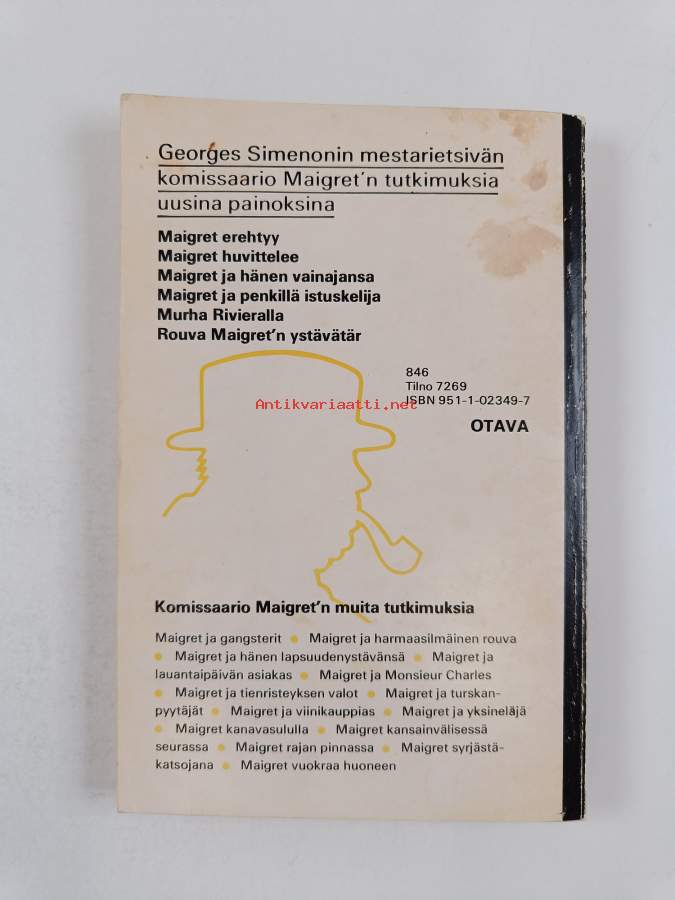 Georges Simenonin mestarietsivän
komissaario Maigret´n tutkimuksia
uusina painoksina
Maigret erehtyy
Maigret huvittelee
Maigret ja hänen vainajansa
Maigret ja penkillä istuskelija
Murha Rivieralla
Rouva Maigret'n ystävätär
846
Tilno 7269
Antikvariaatti.net
ISBN 951-1-02349-7
OTAVA
Komissaario Maigret'n muita tutkimuksia
Maigret ja gangsterit ● Maigret ja harmaasilmäinen rouva
● Maigret ja hänen lapsuudenystävänsä ● Maigret ja
lauantaipäivän asiakas ● Maigret ja Monsieur Charles
● Maigret ja tienristeyksen valot ● Maigret ja turskan-
pyytäjät ● Maigret ja viinikauppias ● Maigret ja yksineläjä
● Maigret kanavasululla ● Maigret kansainvälisessä
seurassa ● Maigret rajan pinnassa ● Maigret syrjästä-
katsojana ● Maigret vuokraa huoneen